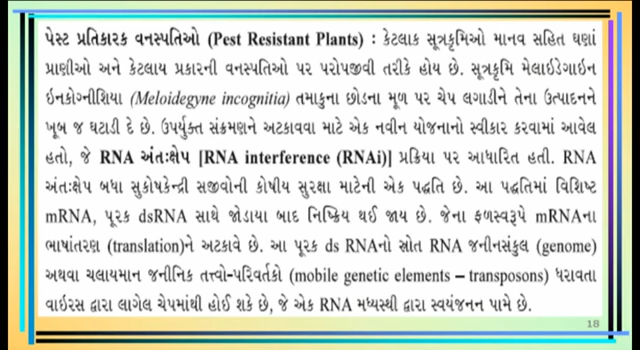 પેસ્ટ પ્રતિકારક વનસ્પતિઓ (Pest Resistant Plants) : કેટલાક સૂત્રકૃમિઓ માનવ સહિત ઘણાં
પ્રાણીઓ અને કેટલાય પ્રકારની વનસ્પતિઓ પર પરોપજીવી તરીકે હોય છે. સૂત્રકૃમિ મેલાઇડેગાઇન
ઇનકોગ્નીશિયા (Meloidegyne incognitia) તમાકુના છોડના મૂળ પર ચેપ લગાડીને તેના ઉત્પાદનને
ખૂબ જ ઘટાડી દે છે. ઉપર્યુક્ત સંક્રમણને અટકાવવા માટે એક નવીન યોજનાનો સ્વીકાર કરવામાં આવેલ
હતો, જે RNA અંતઃક્ષેપ [RNA interference (RNAi)] પ્રક્રિયા પર આધારિત હતી. RNA
અંતઃક્ષેપ બધા સુકોષકેન્દ્રી સજીવોની કોષીય સુરક્ષા માટેની એક પદ્ધતિ છે. આ પદ્ધતિમાં વિશિષ્ટ
mRNA, પૂરક dsRNA સાથે જોડાયા બાદ નિષ્ક્રિય થઈ જાય છે. જેના ફળસ્વરૂપે mRNAના
ભાષાંતરણ (translation)ને અટકાવે છે. આ પૂરક ds RNAનો સ્રોત RNA જનીનસંકુલ (genome)
અથવા ચલાયમાન જનીનિક તત્ત્વો-પરિવર્તકો (mobile genetic elements – transposons) ધરાવતા
વાઇરસ દ્વારા લાગેલ ચેપમાંથી હોઈ શકે છે, જે એક RNA મધ્યસ્થી દ્વારા સ્વયંજનન પામે છે.
18